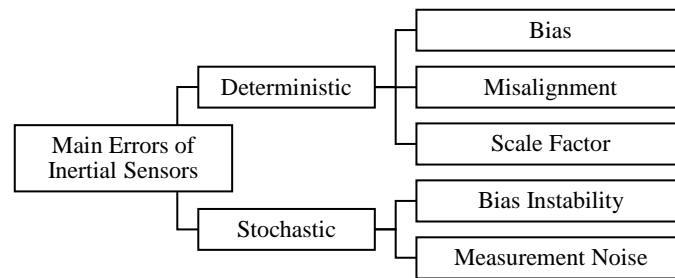 Main Errors of
Inertial Sensors
Deterministic
Bias
Misalignment
Scale Factor
Stochastic
Bias Instability
Measurement Noise